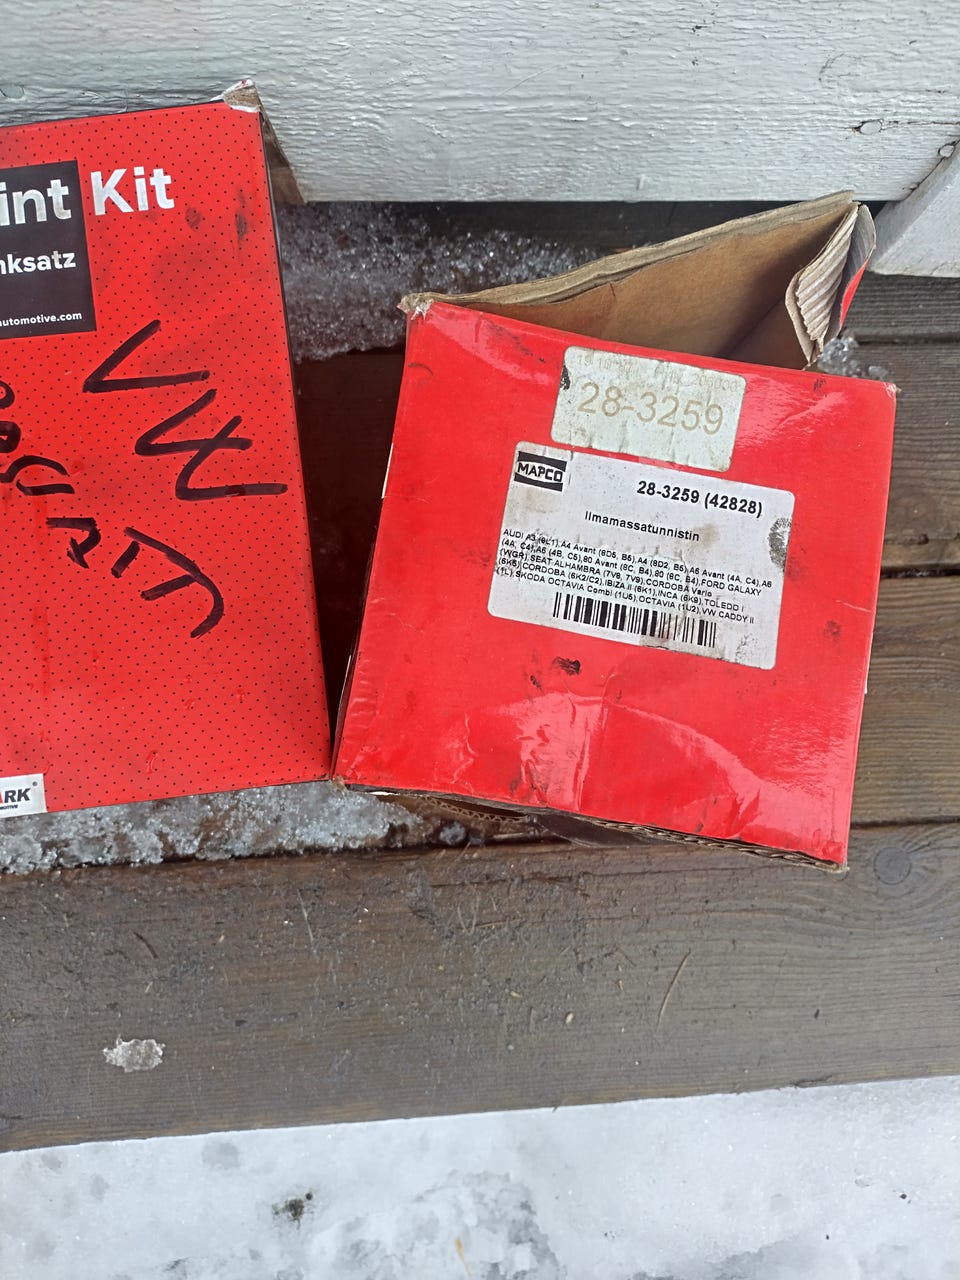 int Kit
nksatz
automotive.com
VW
ARK
28-3259
MAPCO
28-3259 (42828)
Ilmamassatunnistin
AUDI A3 (8L1),A4 Avant (8D5, B5),A4 (8D2, B5),A6 Avant (4A, C4),A6
(4A, C4),A6 (4B, C5),80 Avant (8C, B4),80 (8C, B4),FORD GALAXY
(WGR),SEAT ALHAMBRA (7V8, 7V9),CORDOBA Vario
(6K5),CORDOBA (6K2/C2),IBIZA II (6K1),INCA (6K9),TOLEDO I
(1L),SKODA OCTAVIA Combi (1U5),OCTAVIA (1U2),VW CADDY II